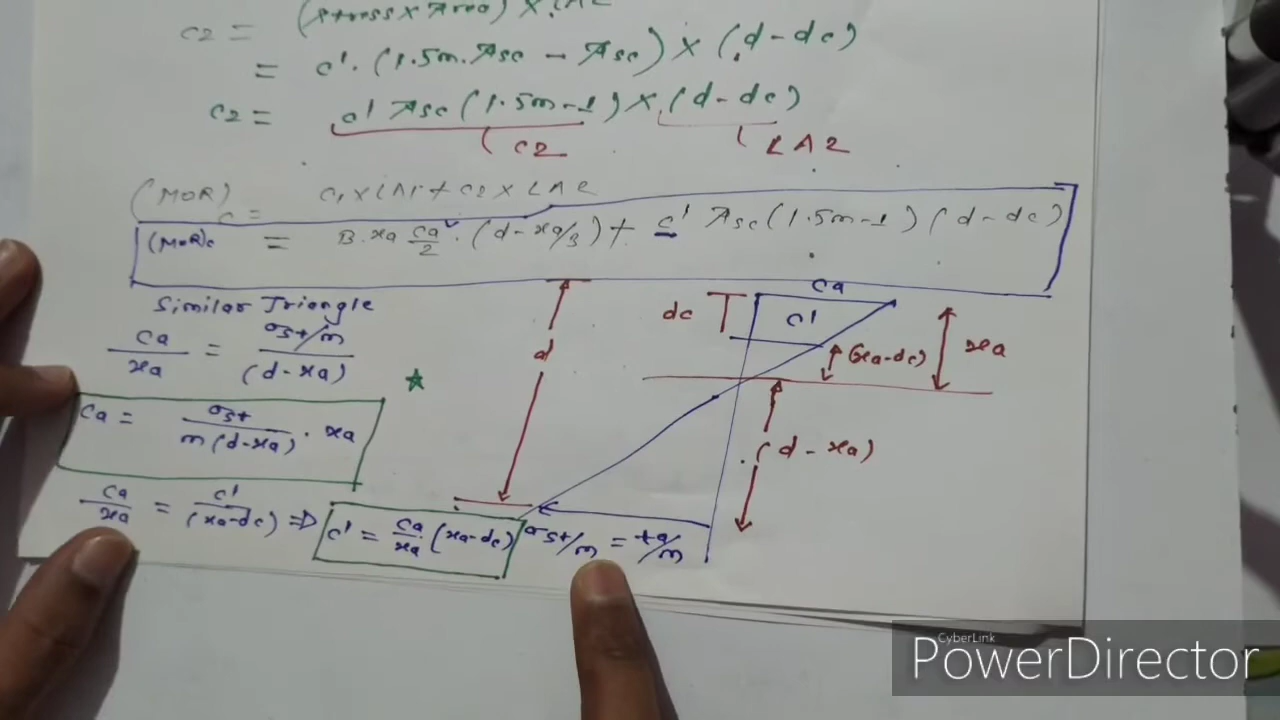 C2 = (stress x Area) x LA2
= c'. (1.5m.Asc - Asc) x (d-dc)
C2 = c' Asc (1.5m-1) x (d-dc)
C2
LA2
(MOR)c = C1 x LA1 + C2 x LA2
(MOR)c = B.xa ca/2 . (d-xa/3) + c' Asc (1.5m-1) (d-dc)
Similar Triangle
ca/xa = σst/m / (d-xa)
ca = σst / m(d-xa) . xa
ca/xa = c'/(xa-dc) => c' = ca/xa (xa-dc)
σst/m = ta/m
d
dc
ca
c'
(xa-dc)
xa
(d-xa)
CyberLink
PowerDirector